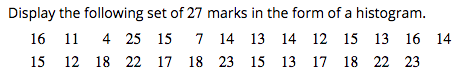 Display the following set of 27 marks in the form of a histogram.
16 11 4 25 15 7 14 13 14 12 15 13 16 14
15 12 18 22 17 18 23 15 13 17 18 22 23